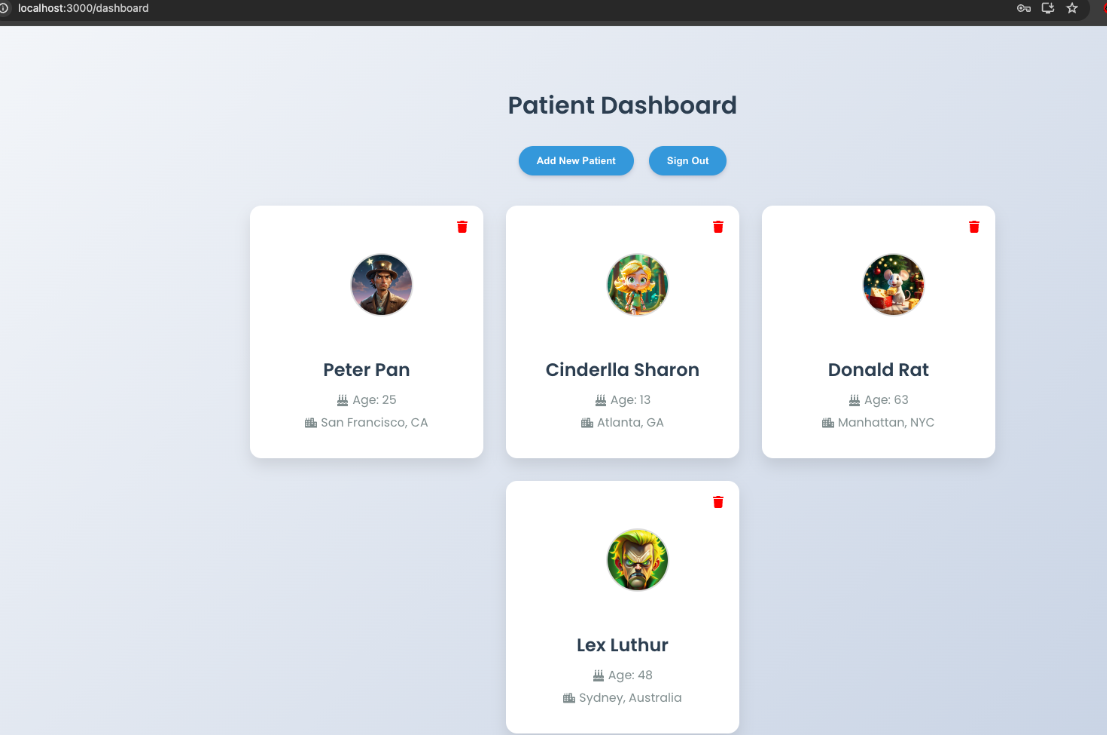 localhost:3000/dashboard
Patient Dashboard
Add New Patient
Sign Out
Peter Pan
Age: 25
San Francisco, CA
Cinderlla Sharon
Age: 13
Atlanta, GA
Donald Rat
Age: 63
Manhattan, NYC
Lex Luthur
Age: 48
Sydney, Australia